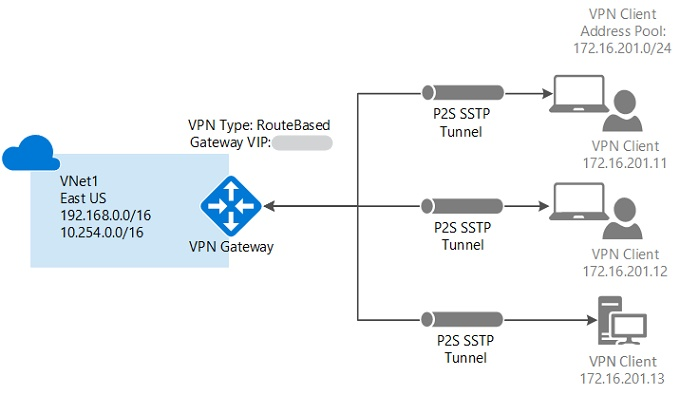 VPN Client
Address Pool:
172.16.201.0/24
P2S SSTP
Tunnel
VPN Client
172.16.201.11
VPN Type: RouteBased
Gateway VIP:
VNet1
East US
192.168.0.0/16
10.254.0.0/16
VPN Gateway
P2S SSTP
Tunnel
VPN Client
172.16.201.12
P2S SSTP
Tunnel
VPN Client
172.16.201.13